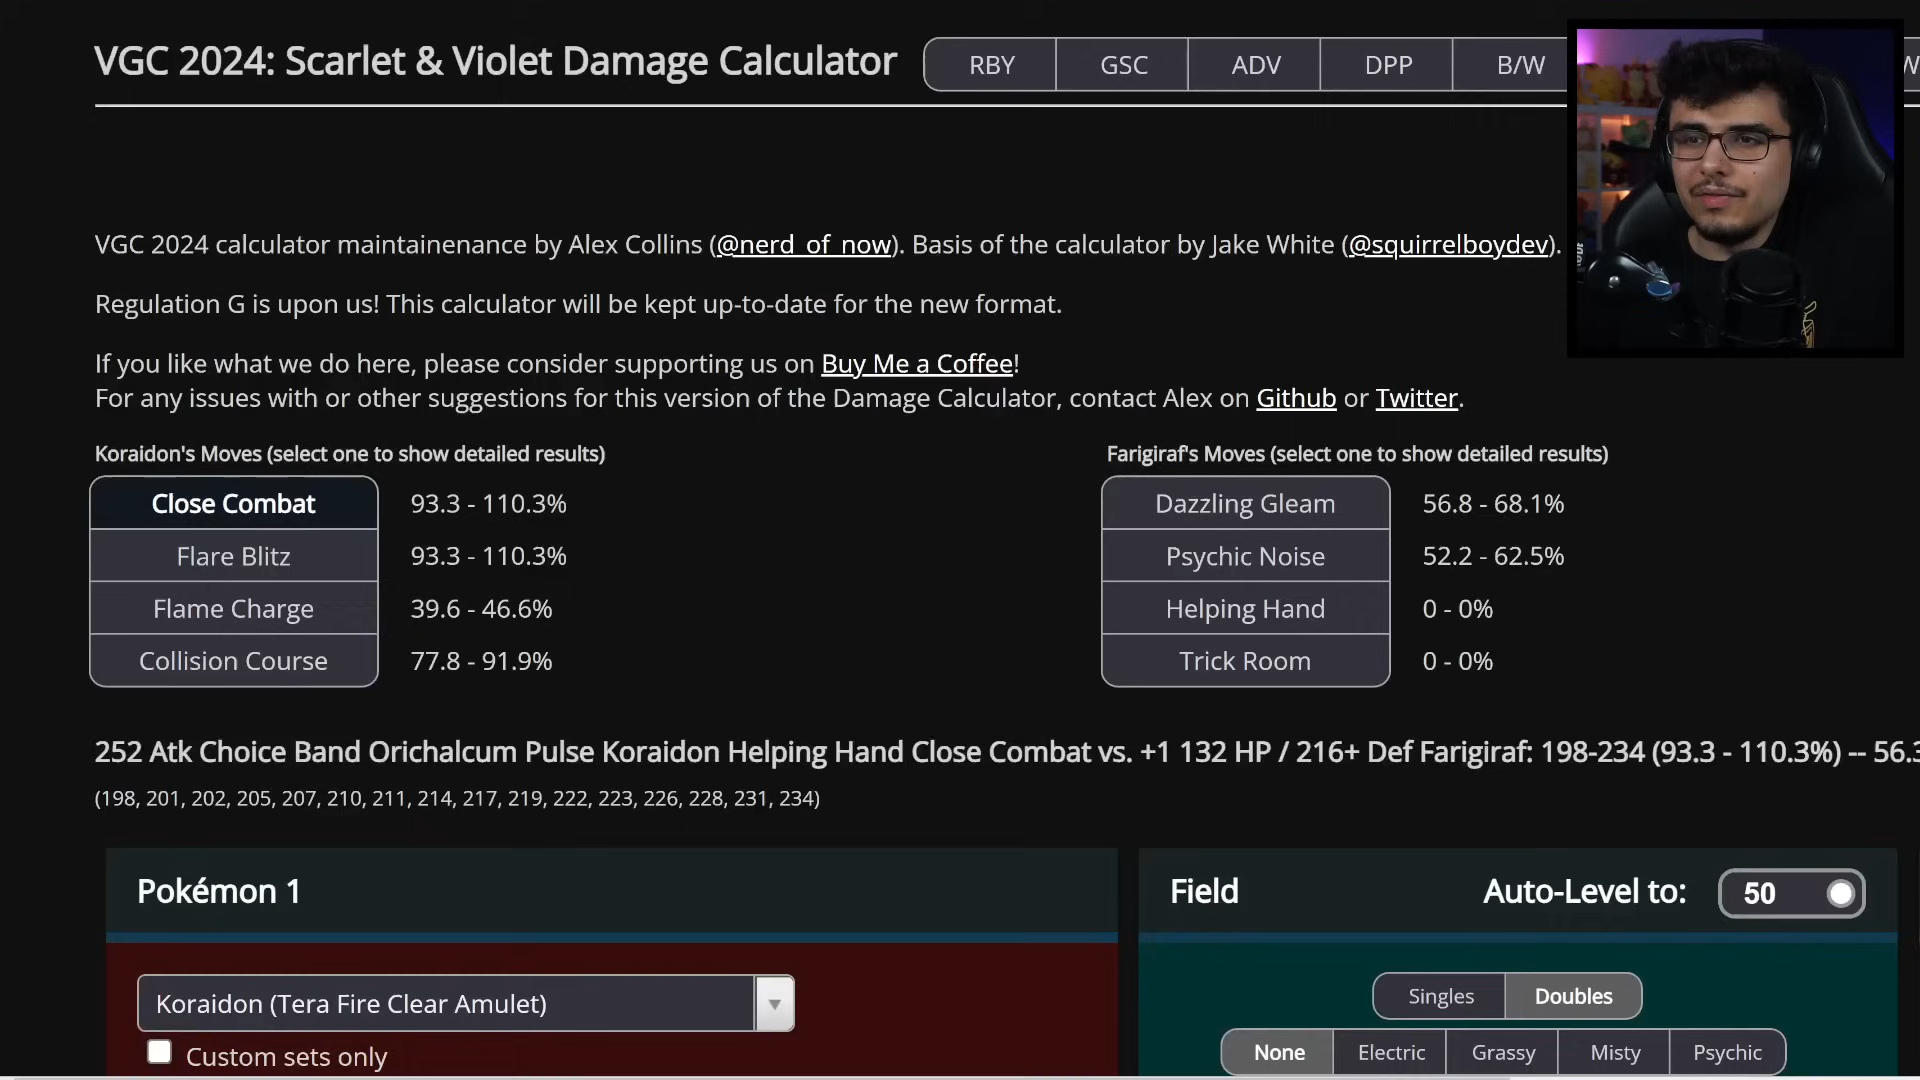 VGC 2024: Scarlet & Violet Damage Calculator
RBY GSC ADV DPP B/W
VGC 2024 calculator maintainenance by Alex Collins (@nerd_of_now). Basis of the calculator by Jake White (@squirrelboydev).
Regulation G is upon us! This calculator will be kept up-to-date for the new format.
If you like what we do here, please consider supporting us on Buy Me a Coffee!
For any issues with or other suggestions for this version of the Damage Calculator, contact Alex on Github or Twitter.
Koraidon's Moves (select one to show detailed results)
Close Combat 93.3 - 110.3%
Flare Blitz 93.3 - 110.3%
Flame Charge 39.6 - 46.6%
Collision Course 77.8 - 91.9%
Farigiraf's Moves (select one to show detailed results)
Dazzling Gleam 56.8 - 68.1%
Psychic Noise 52.2 - 62.5%
Helping Hand 0 - 0%
Trick Room 0 - 0%
252 Atk Choice Band Orichalcum Pulse Koraidon Helping Hand Close Combat vs. +1 132 HP / 216+ Def Farigiraf: 198-234 (93.3 - 110.3%) -- 56.3
(198, 201, 202, 205, 207, 210, 211, 214, 217, 219, 222, 223, 226, 228, 231, 234)
Pokémon 1
Koraidon (Tera Fire Clear Amulet)
Custom sets only
Field Auto-Level to: 50
Singles Doubles
None Electric Grassy Misty Psychic